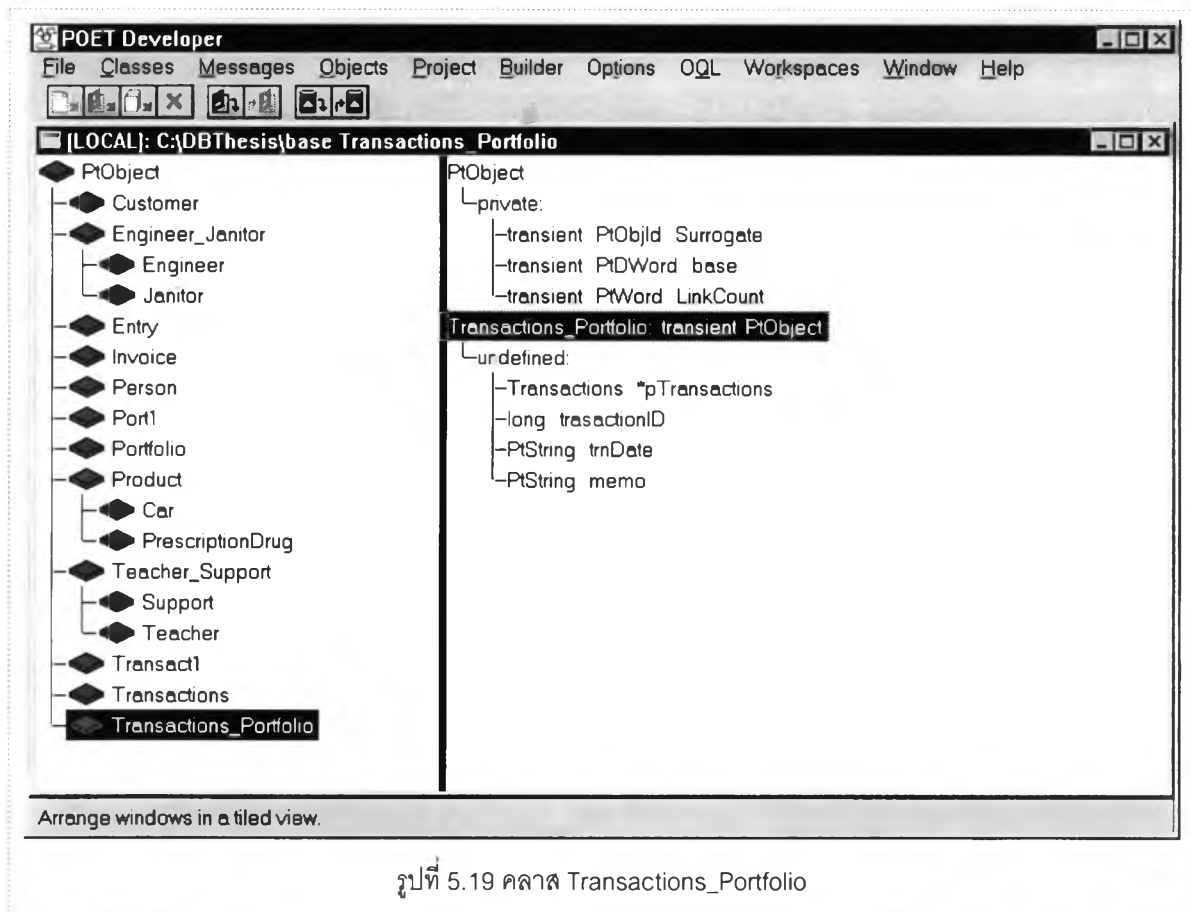 POET Developer
File Classes Messages Objects Project Builder Options OQL Workspaces Window Help
[LOCAL]: C:\DBThesis\base Transactions_Portfolio
PtObject
Customer
Engineer_Janitor
Engineer
Janitor
Entry
Invoice
Person
Port1
Portfolio
Product
Car
PrescriptionDrug
Teacher_Support
Support
Teacher
Transact1
Transactions
Transactions_Portfolio
PtObject
private:
transient PtObjId Surrogate
transient PtDWord base
transient PtWord LinkCount
Transactions_Portfolio: transient PtObject
undefined:
Transactions *pTransactions
long trasactionID
PtString trnDate
PtString memo
Arrange windows in a tiled view.
รูปที่ 5.19 คลาส Transactions_Portfolio